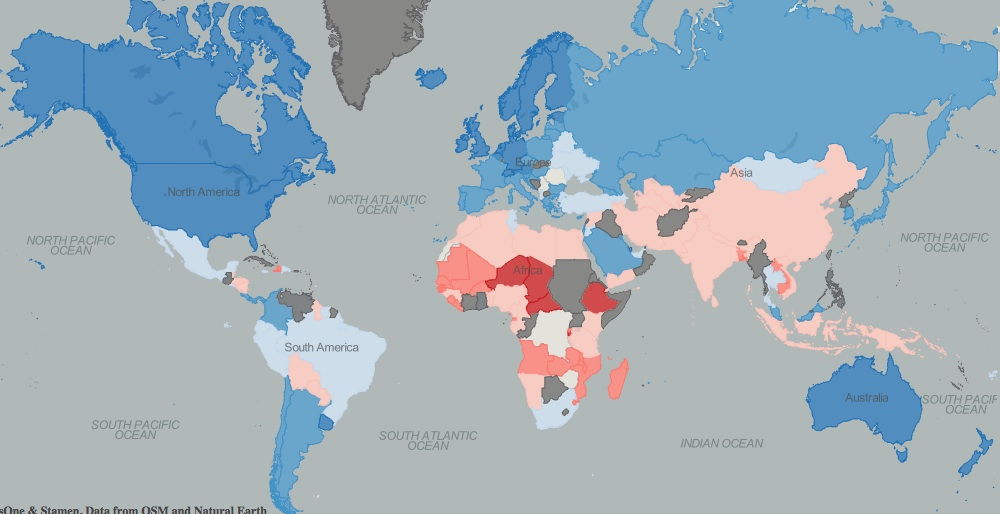 Europe
Asia
North America
NORTH ATLANTIC
OCEAN
NORTH PACIFIC
OCEAN
NORTH PACIFIC
OCEAN
Africa
South America
Australia
SOUTH PACIF
OCEAN
SOUTH PACIFIC
OCEAN
SOUTH ATLANTIC
OCEAN
INDIAN OCEAN
sOne & Stamen, Data from OSM and Natural Earth